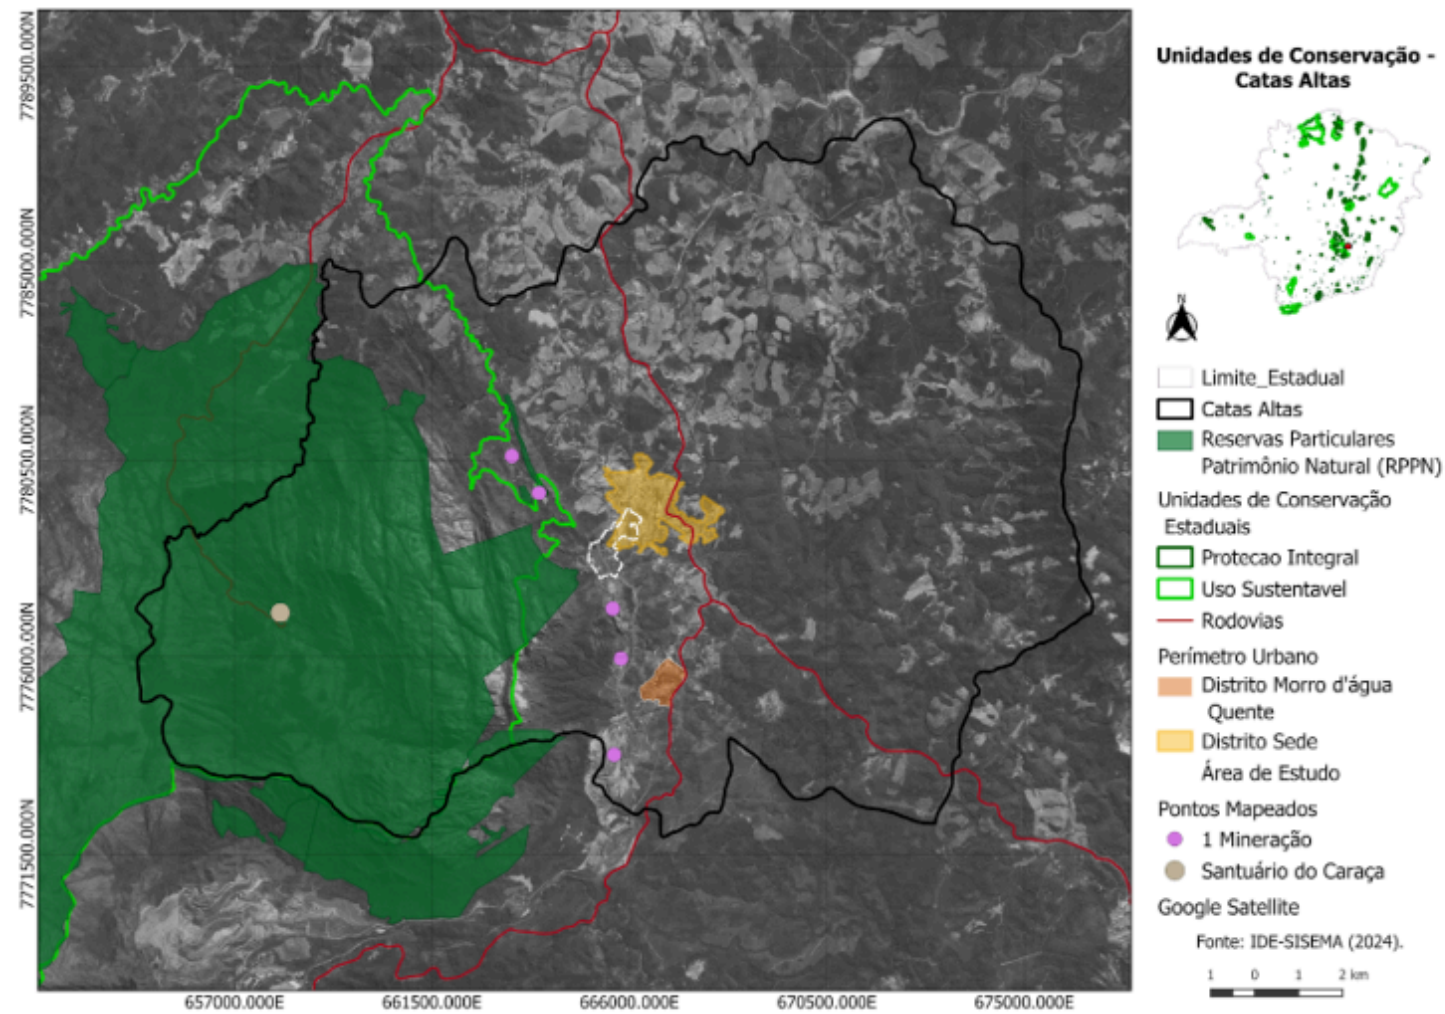 Unidades de Conservação -
Catas Altas
N
Limite_Estadual
Catas Altas
Reservas Particulares
Patrimônio Natural (RPPN)
Unidades de Conservação
Estaduais
Protecao Integral
Uso Sustentavel
Rodovias
Perímetro Urbano
Distrito Morro d'água
Quente
Distrito Sede
Área de Estudo
Pontos Mapeados
1 Mineração
Santuário do Caraça
Google Satellite
Fonte: IDE-SISEMA (2024).
1 0 1 2 km
7789500.000N
7785000.000N
7780500.000N
7776000.000N
7771500.000N
657000.000E 661500.000E 666000.000E 670500.000E 675000.000E